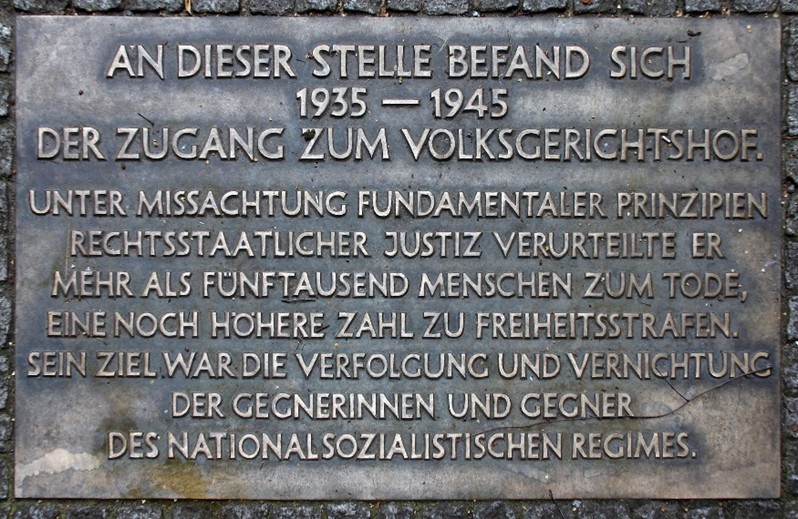 AN DIESER STELLE BEFAND SICH
1935 — 1945
DER ZUGANG ZUM VOLKSGERICHTSHOF.
UNTER MISSACHTUNG FUNDAMENTALER PRINZIPIEN
RECHTSSTAATLICHER JUSTIZ VERURTEILTE ER
MEHR ALS FÜNFTAUSEND MENSCHEN ZUM TODE,
EINE NOCH HÖHERE ZAHL ZU FREIHEITSSTRAFEN.
SEIN ZIEL WAR DIE VERFOLGUNG UND VERNICHTUNG
DER GEGNERINNEN UND GEGNER
DES NATIONALSOZIALISTISCHEN REGIMES.